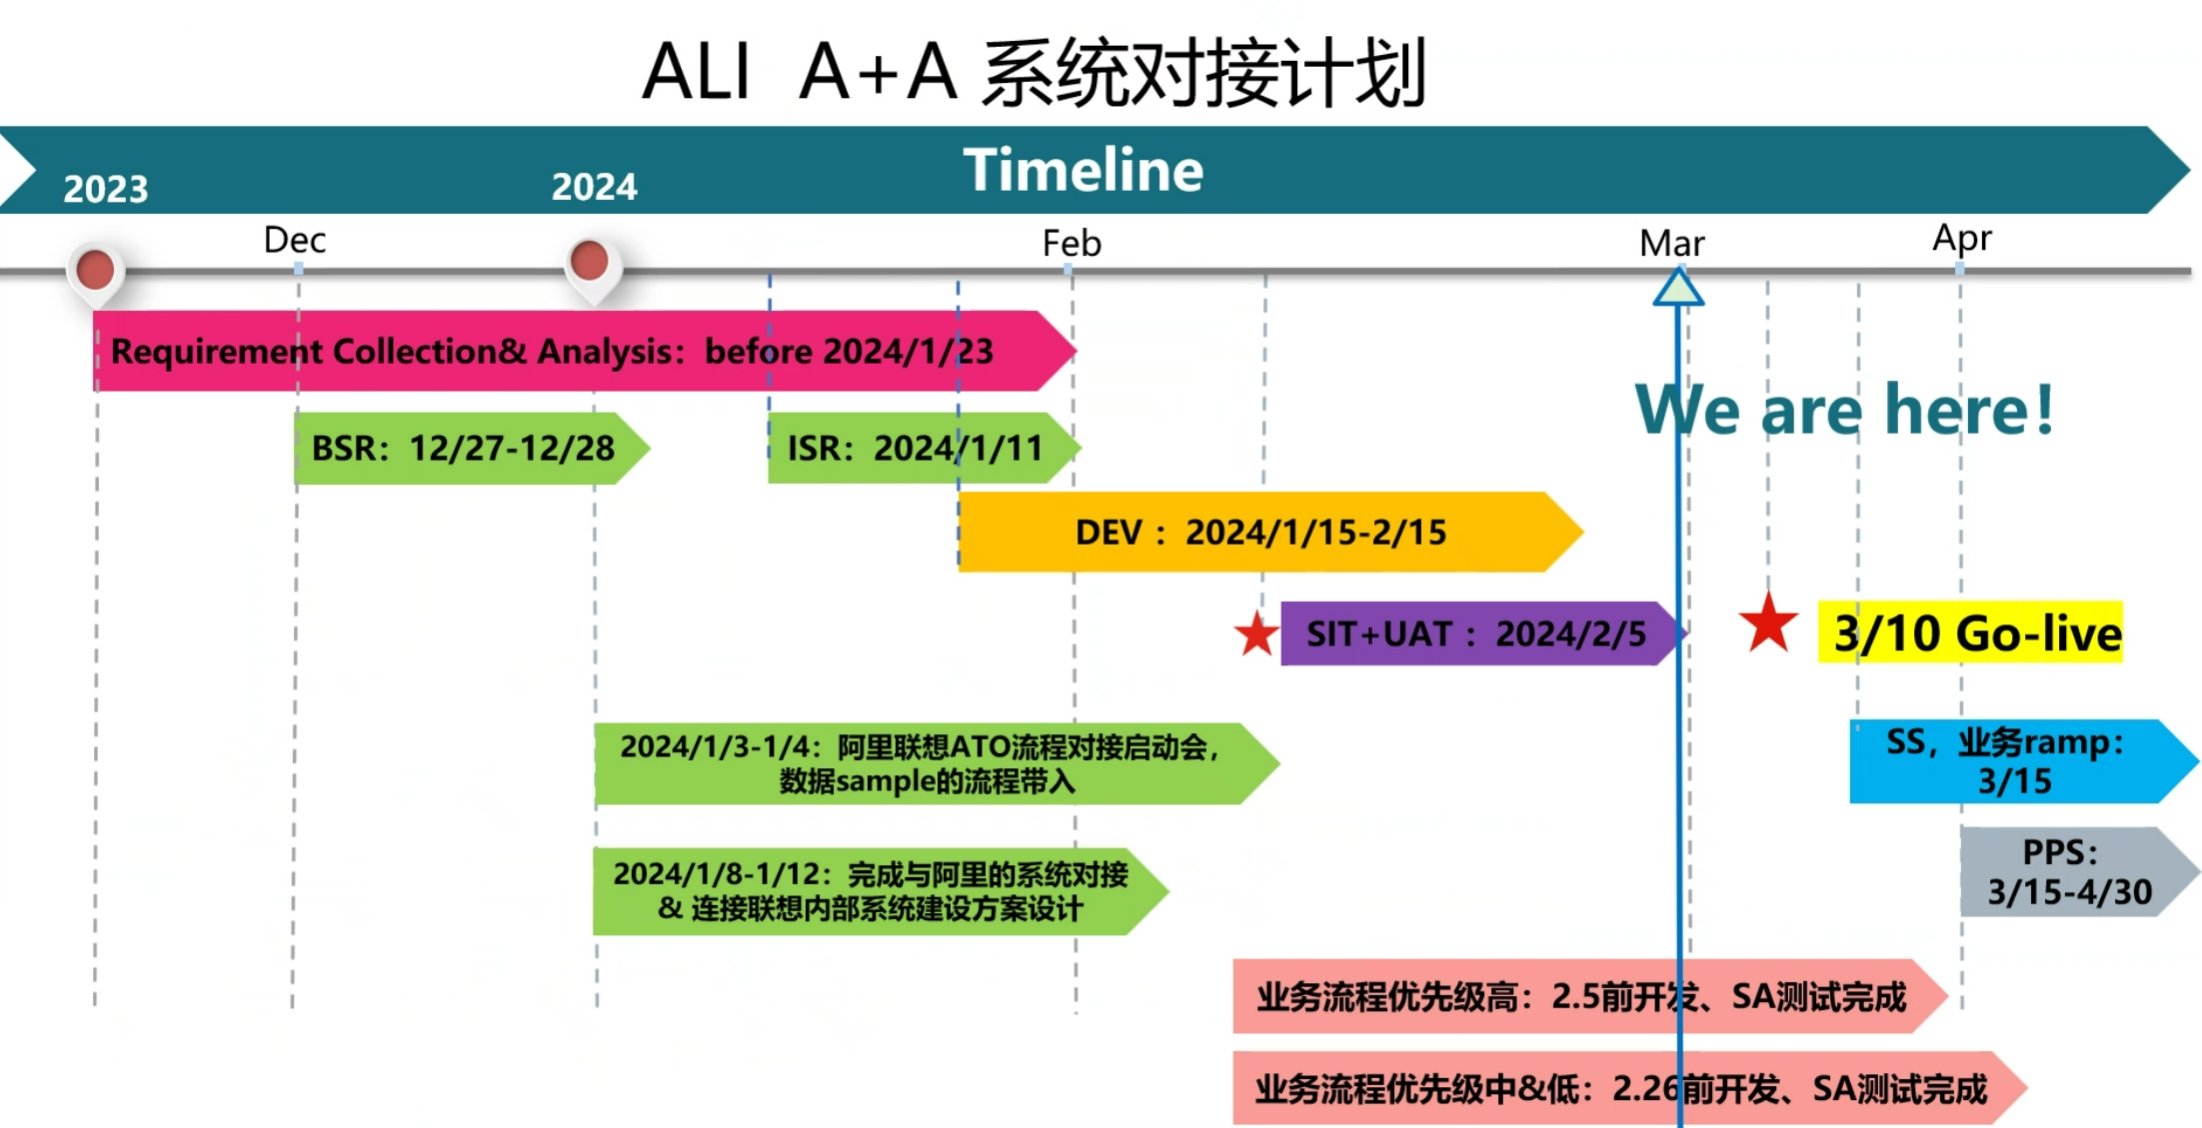 ALI A+A 系统对接计划
Timeline
2023
2024
Dec
Feb
Mar
Apr
Requirement Collection& Analysis：before 2024/1/23
We are here!
BSR：12/27-12/28
ISR：2024/1/11
DEV：2024/1/15-2/15
SIT+UAT：2024/2/5
3/10 Go-live
2024/1/3-1/4：阿里联想ATO流程对接启动会，
数据sample的流程带入
SS，业务ramp：
3/15
2024/1/8-1/12：完成与阿里的系统对接
& 连接联想内部系统建设方案设计
PPS：
3/15-4/30
业务流程优先级高：2.5前开发、SA测试完成
业务流程优先级中&低：2.26前开发、SA测试完成